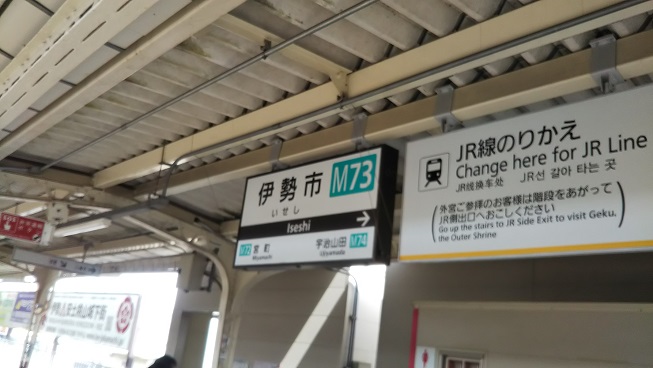 伊勢市 M73
いせし
Iseshi
M72 宮町 宇治山田 M74
Miyamachi Ujiyamada
JR線のりかえ
Change here for JR Line
JR线换车处 JR선 갈아 타는 곳
(外宮ご参拝のお客様は階段をあがって
JR側出口へおこしください
Go up the stairs to JR Side Exit to visit Geku,
the Outer Shrine)